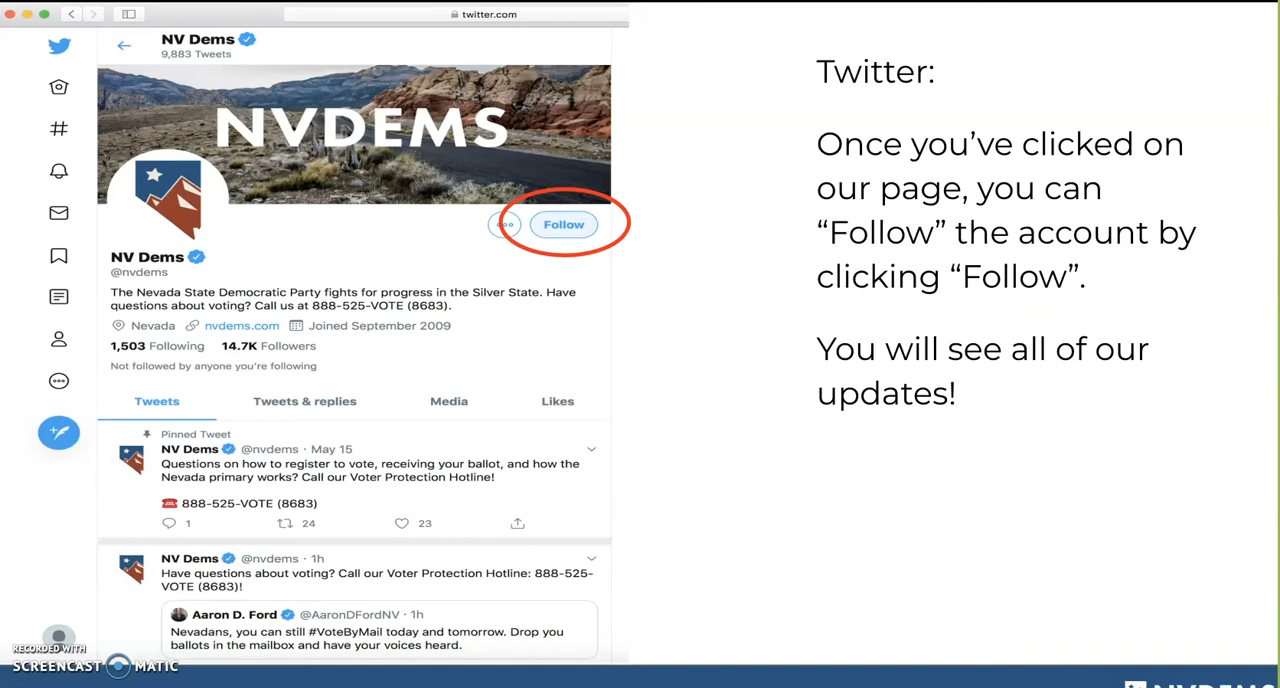 twitter.com
NV Dems
9,883 Tweets
NVDEMS
Follow
NV Dems
@nvdems
The Nevada State Democratic Party fights for progress in the Silver State. Have
questions about voting? Call us at 888-525-VOTE (8683).
Nevada nvdems.com Joined September 2009
1,503 Following 14.7K Followers
Not followed by anyone you're following
Tweets Tweets & replies Media Likes
Pinned Tweet
NV Dems @nvdems · May 15
Questions on how to register to vote, receiving your ballot, and how the
Nevada primary works? Call our Voter Protection Hotline!
☎️ 888-525-VOTE (8683)
1 24 23
NV Dems @nvdems · 1h
Have questions about voting? Call our Voter Protection Hotline: 888-525-
VOTE (8683)!
Aaron D. Ford @AaronDFordNV · 1h
Nevadans, you can still #VoteByMail today and tomorrow. Drop you
ballots in the mailbox and have your voices heard.
Twitter:
Once you’ve clicked on
our page, you can
“Follow” the account by
clicking “Follow”.
You will see all of our
updates!
RECORDED WITH
SCREENCAST MATIC
NVDEMS